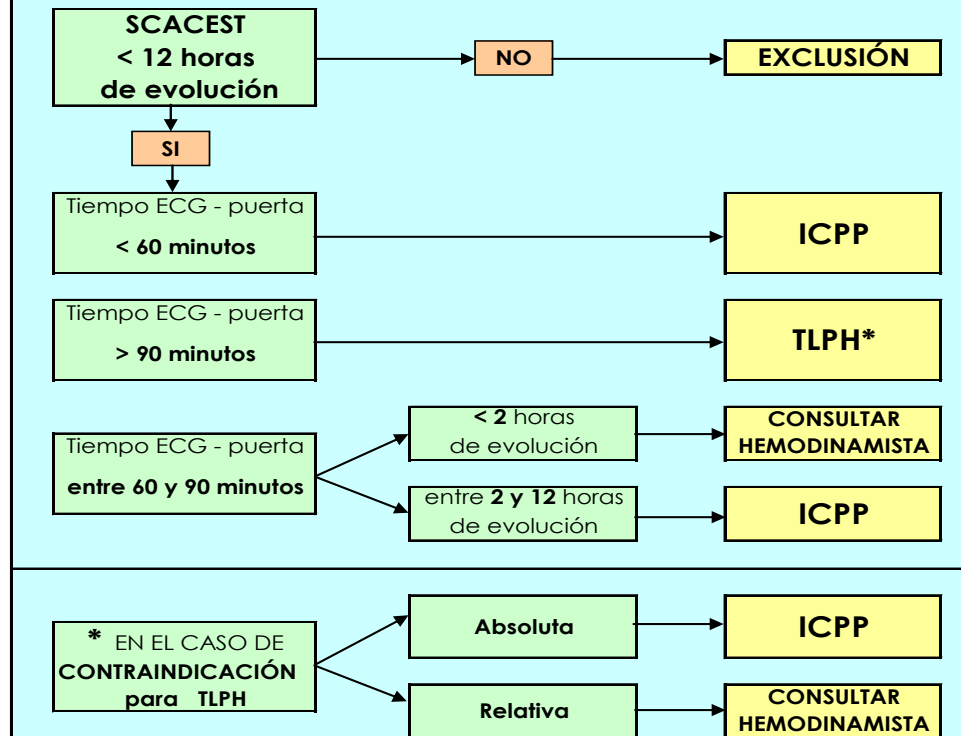 SCACEST
< 12 horas
de evolución
NO
EXCLUSIÓN
SI
Tiempo ECG - puerta
< 60 minutos
ICPP
Tiempo ECG - puerta
> 90 minutos
TLPH*
Tiempo ECG - puerta
entre 60 y 90 minutos
< 2 horas
de evolución
CONSULTAR
HEMODINAMISTA
entre 2 y 12 horas
de evolución
ICPP
* EN EL CASO DE
CONTRAINDICACIÓN
para TLPH
Absoluta
ICPP
Relativa
CONSULTAR
HEMODINAMISTA